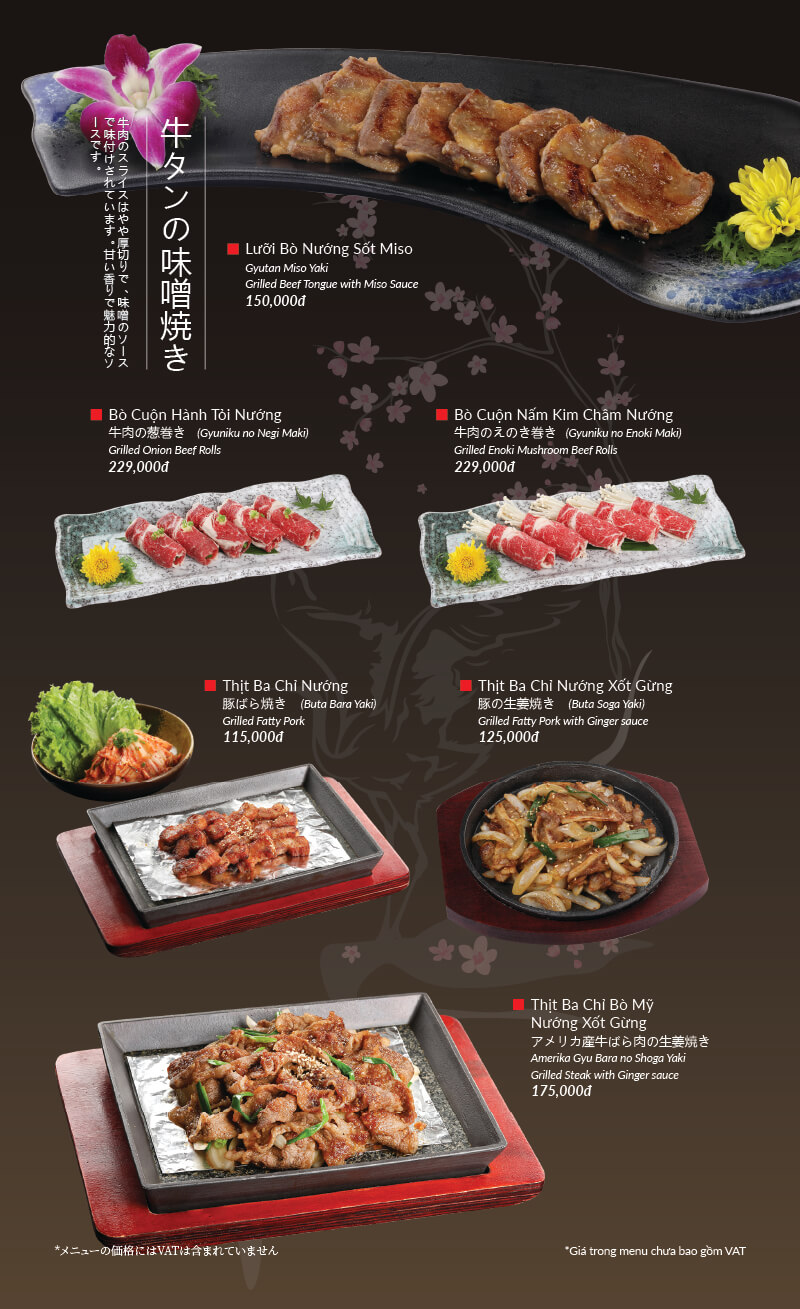 牛タンの味噌焼き
牛肉のスライスはやや厚切りで、味噌のソース
で味付けされています。甘い香りで魅力的なソ
ースです。
Lưỡi Bò Nướng Sốt Miso
Gyutan Miso Yaki
Grilled Beef Tongue with Miso Sauce
150,000đ
Bò Cuộn Hành Tỏi Nướng
牛肉の葱巻き (Gyuniku no Negi Maki)
Grilled Onion Beef Rolls
229,000đ
Bò Cuộn Nấm Kim Châm Nướng
牛肉のえのき巻き (Gyuniku no Enoki Maki)
Grilled Enoki Mushroom Beef Rolls
229,000đ
Thịt Ba Chỉ Nướng
豚ばら焼き (Buta Bara Yaki)
Grilled Fatty Pork
115,000đ
Thịt Ba Chỉ Nướng Xốt Gừng
豚の生姜焼き (Buta Soga Yaki)
Grilled Fatty Pork with Ginger sauce
125,000đ
Thịt Ba Chỉ Bò Mỹ
Nướng Xốt Gừng
アメリカ産牛ばら肉の生姜焼き
Amerika Gyu Bara no Shoga Yaki
Grilled Steak with Ginger sauce
175,000đ
*メニューの価格にはVATは含まれていません
*Giá trong menu chưa bao gồm VAT